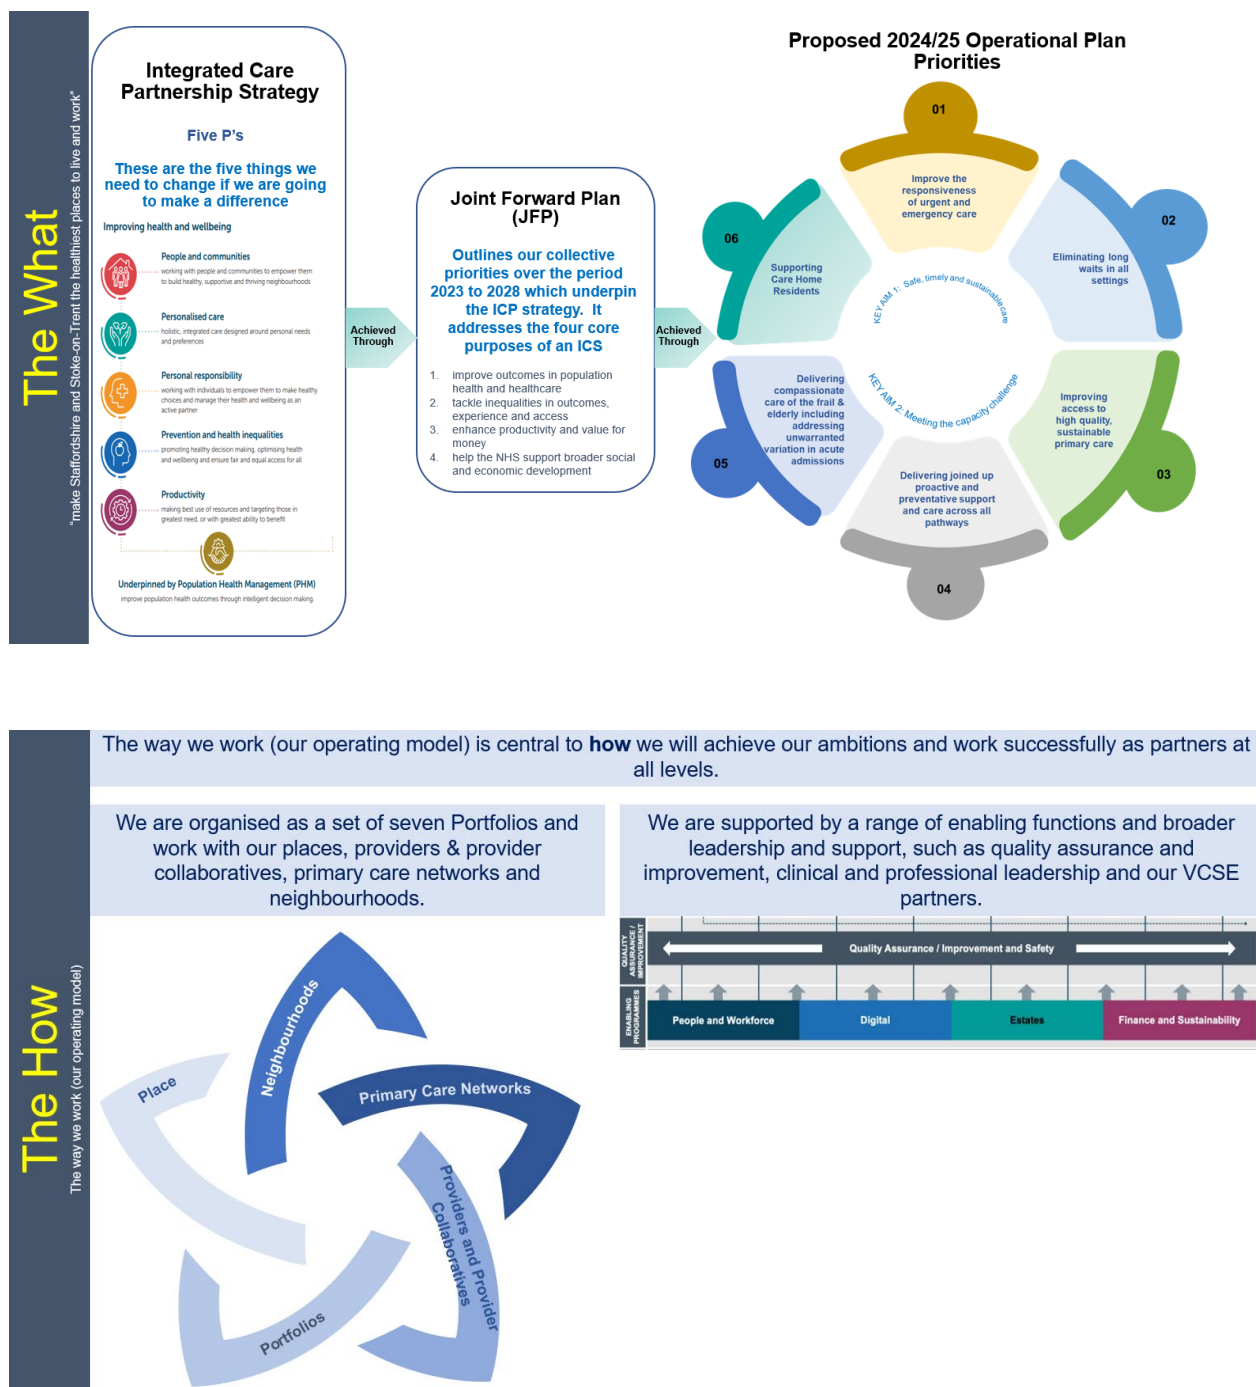 The What
"make Staffordshire and Stoke-on-Trent the healthiest places to live and work"
Integrated Care
Partnership Strategy
Five P's
These are the five things we
need to change if we are going
to make a difference
Improving health and wellbeing
People and communities
working with people and communities to empower them
to build healthy, supportive and thriving neighbourhoods
Personalised care
holistic, integrated care designed around personal needs
and preferences
Personal responsibility
working with individuals to empower them to make healthy
choices and manage their health and wellbeing as an
active partner
Prevention and health inequalities
promoting healthy decision making, optimising health
and wellbeing and ensure fair and equal access for all
Productivity
making best use of resources and targeting those in
greatest need, or with greatest ability to benefit
Underpinned by Population Health Management (PHM)
improve population health outcomes through intelligent decision making.
Achieved
Through
Joint Forward Plan
(JFP)
Outlines our collective
priorities over the period
2023 to 2028 which underpin
the ICP strategy. It
addresses the four core
purposes of an ICS
1. improve outcomes in population
health and healthcare
2. tackle inequalities in outcomes,
experience and access
3. enhance productivity and value for
money
4. help the NHS support broader social
and economic development
Achieved
Through
Proposed 2024/25 Operational Plan
Priorities
01
Improve the
responsiveness
of urgent and
emergency care
02
Eliminating long
waits in all
settings
03
Improving
access to
high quality,
sustainable
primary care
04
Delivering joined up
proactive and
preventative support
and care across all
pathways
05
Delivering
compassionate
care of the frail &
elderly including
addressing
unwarranted
variation in acute
admissions
06
Supporting
Care Home
Residents
KEY AIM 1: Safe, timely and sustainable care
KEY AIM 2: Meeting the capacity challenge
The How
The way we work (our operating model)
The way we work (our operating model) is central to how we will achieve our ambitions and work successfully as partners at
all levels.
We are organised as a set of seven Portfolios and
work with our places, providers & provider
collaboratives, primary care networks and
neighbourhoods.
Neighbourhoods
Place
Primary Care Networks
Providers and Provider
Collaboratives
Portfolios
We are supported by a range of enabling functions and broader
leadership and support, such as quality assurance and
improvement, clinical and professional leadership and our VCSE
partners.
QUALITY
ASSURANCE /
IMPROVEMENT
Quality Assurance / Improvement and Safety
ENABLING
PROGRAMMES
People and Workforce
Digital
Estates
Finance and Sustainability